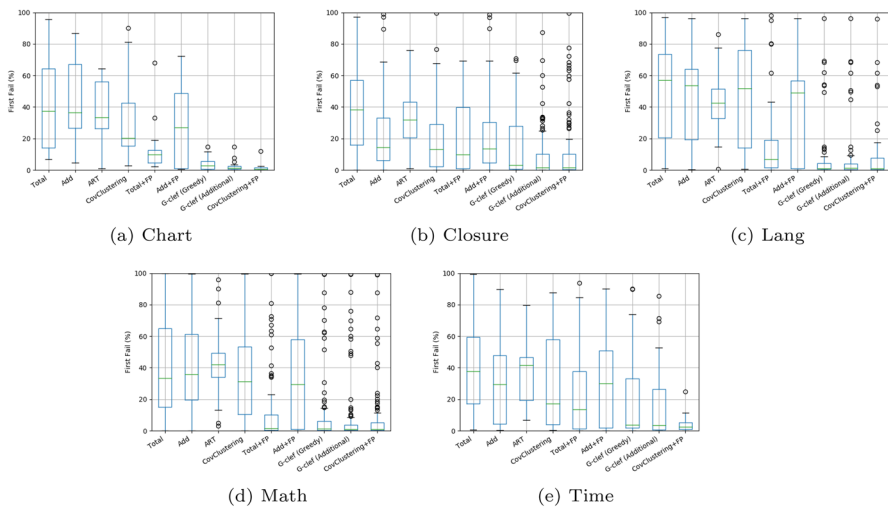 100
80
60
40
20
0
First Fail (%)
Total
Add
ART
CovClustering
Total+FP
Add+FP
G-clef (Greedy)
G-clef (Additional)
CovClustering+FP
(a) Chart
100
80
60
40
20
0
First Fail (%)
Total
Add
ART
CovClustering
Total+FP
Add+FP
G-clef (Greedy)
G-clef (Additional)
CovClustering+FP
(b) Closure
100
80
60
40
20
0
First Fail (%)
Total
Add
ART
CovClustering
Total+FP
Add+FP
G-clef (Greedy)
G-clef (Additional)
CovClustering+FP
(c) Lang
100
80
60
40
20
0
First Fail (%)
Total
Add
ART
CovClustering
Total+FP
Add+FP
G-clef (Greedy)
G-clef (Additional)
CovClustering+FP
(d) Math
100
80
60
40
20
0
First Fail (%)
Total
Add
ART
CovClustering
Total+FP
Add+FP
G-clef (Greedy)
G-clef (Additional)
CovClustering+FP
(e) Time